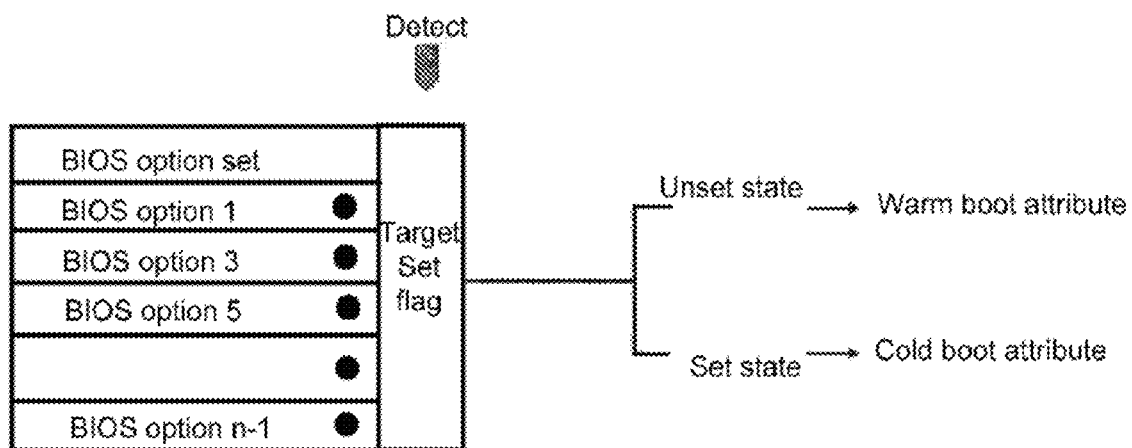 Detect
BIOS option set
BIOS option 1
BIOS option 3
BIOS option 5
BIOS option n-1
Target
Set
flag
Unset state
Warm boot attribute
Set state
Cold boot attribute